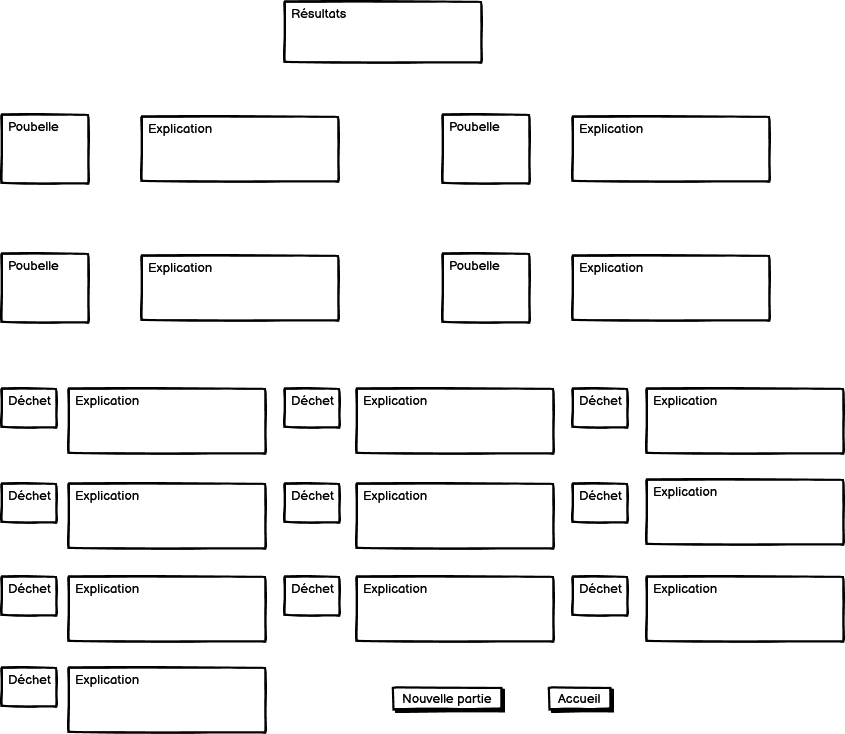 Résultats
Poubelle
Explication
Poubelle
Explication
Poubelle
Explication
Poubelle
Explication
Déchet
Explication
Déchet
Explication
Déchet
Explication
Déchet
Explication
Déchet
Explication
Déchet
Explication
Déchet
Explication
Déchet
Explication
Déchet
Explication
Déchet
Explication
Nouvelle partie
Accueil